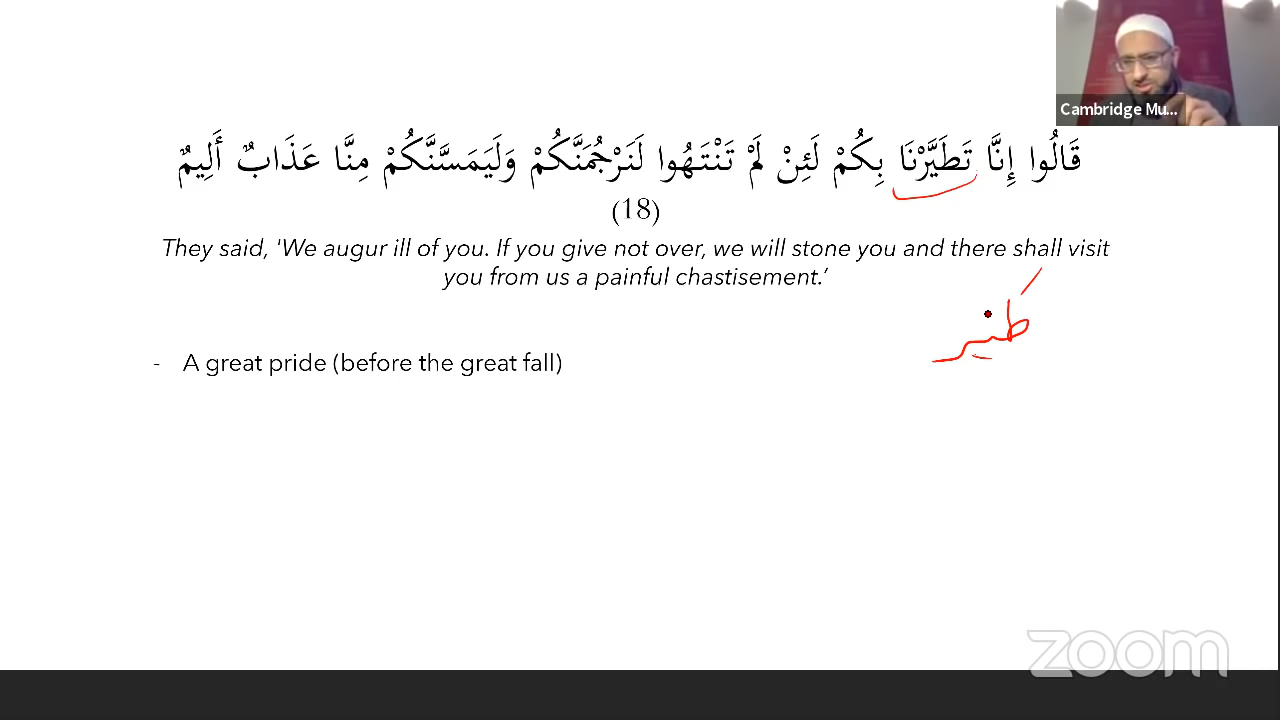 Cambridge Mu...
قَالُوا إِنَّا تَطَيَّرْنَا بِكُمْ لَئِنْ لَمْ تَنْتَهُوا لَنَرْجُمَنَّكُمْ وَلَيَمَسَّنَّكُمْ مِنَّا عَذَابٌ أَلِيمٌ
(18)
They said, 'We augur ill of you. If you give not over, we will stone you and there shall visit
you from us a painful chastisement.'
طير
- A great pride (before the great fall)
zoom